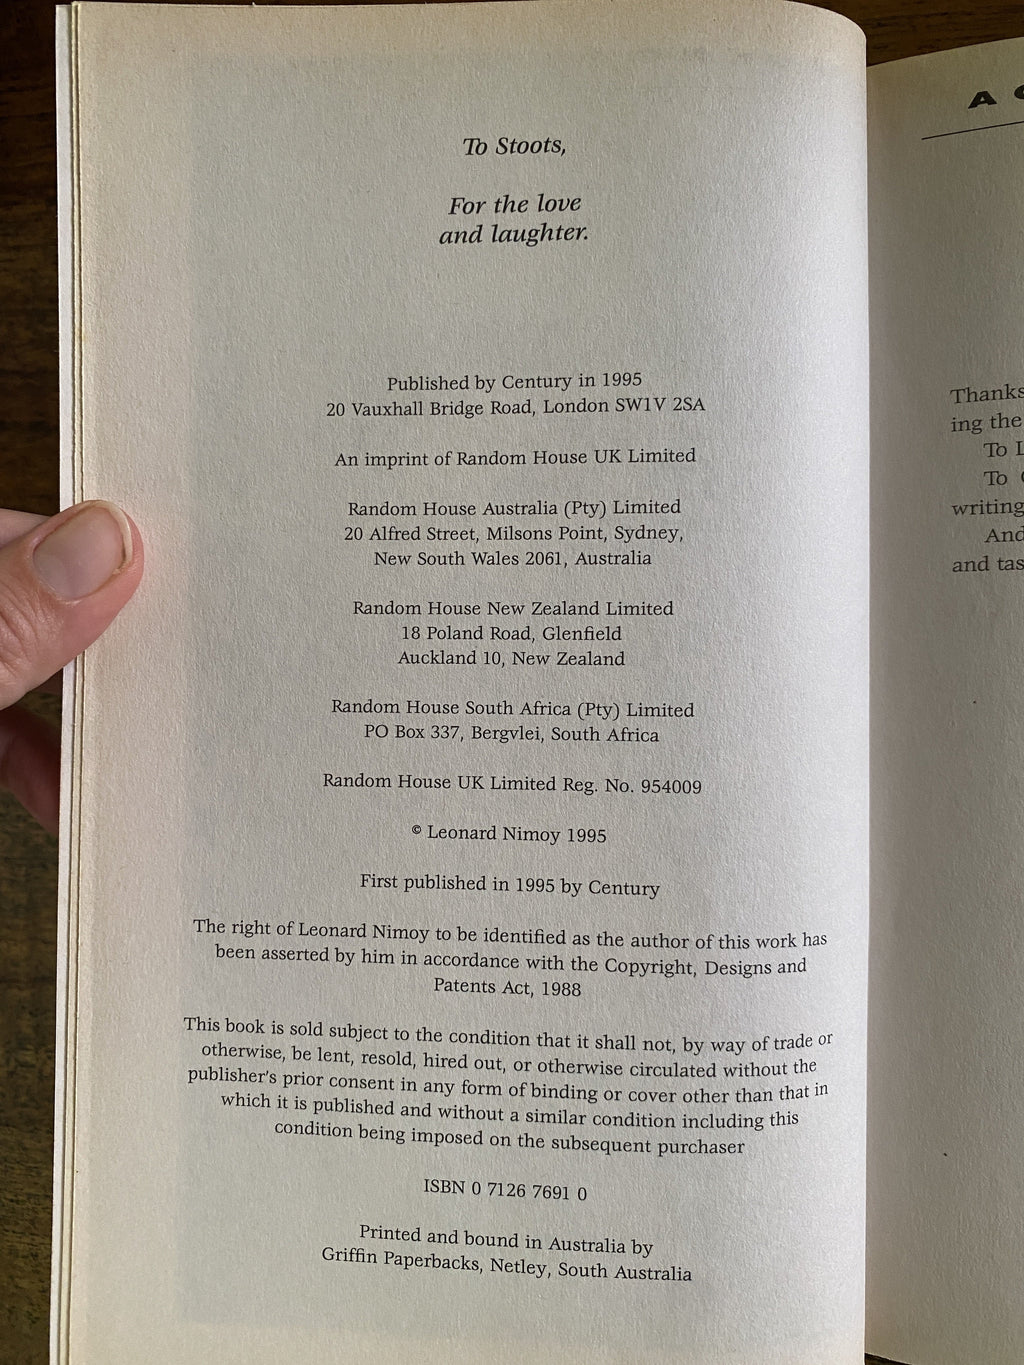 To Stoots,
For the love
and laughter.
Published by Century in 1995
20 Vauxhall Bridge Road, London SW1V 2SA
An imprint of Random House UK Limited
Random House Australia (Pty) Limited
20 Alfred Street, Milsons Point, Sydney,
New South Wales 2061, Australia
Random House New Zealand Limited
18 Poland Road, Glenfield
Auckland 10, New Zealand
Random House South Africa (Pty) Limited
PO Box 337, Bergvlei, South Africa
Random House UK Limited Reg. No. 954009
© Leonard Nimoy 1995
First published in 1995 by Century
The right of Leonard Nimoy to be identified as the author of this work has
been asserted by him in accordance with the Copyright, Designs and
Patents Act, 1988
This book is sold subject to the condition that it shall not, by way of trade or
otherwise, be lent, resold, hired out, or otherwise circulated without the
publisher's prior consent in any form of binding or cover other than that in
which it is published and without a similar condition including this
condition being imposed on the subsequent purchaser
ISBN 0 7126 7691 0
Printed and bound in Australia by
Griffin Paperbacks, Netley, South Australia
A
Thanks
ing the
To
To
writing
And
and